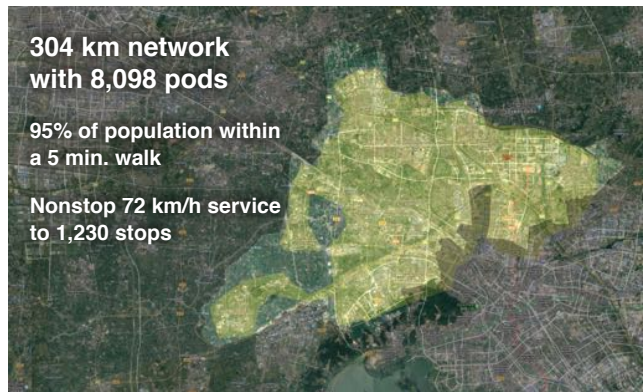 304 km network
with 8,098 pods
95% of population within
a 5 min. walk
Nonstop 72 km/h service
to 1,230 stops